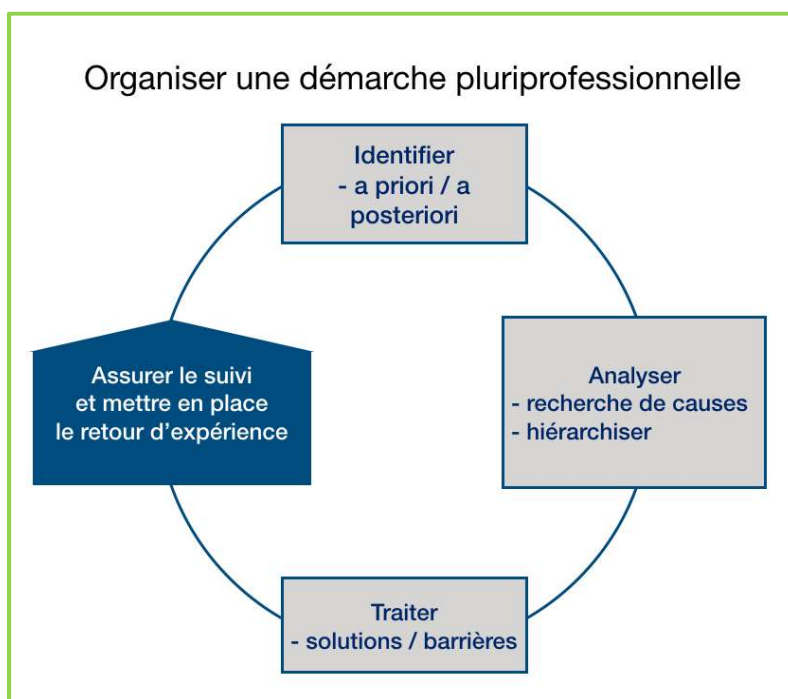 Organiser une démarche pluriprofessionnelle
Identifier
- a priori / a
posteriori
Assurer le suivi
et mettre en place
le retour d’expérience
Analyser
- recherche de causes
- hiérarchiser
Traiter
- solutions / barrières